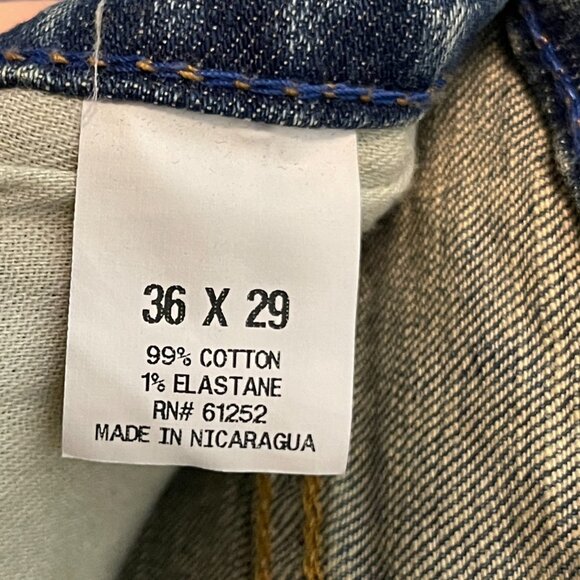 36 X 29
99% COTTON
1% ELASTANE
RN# 61252
MADE IN NICARAGUA